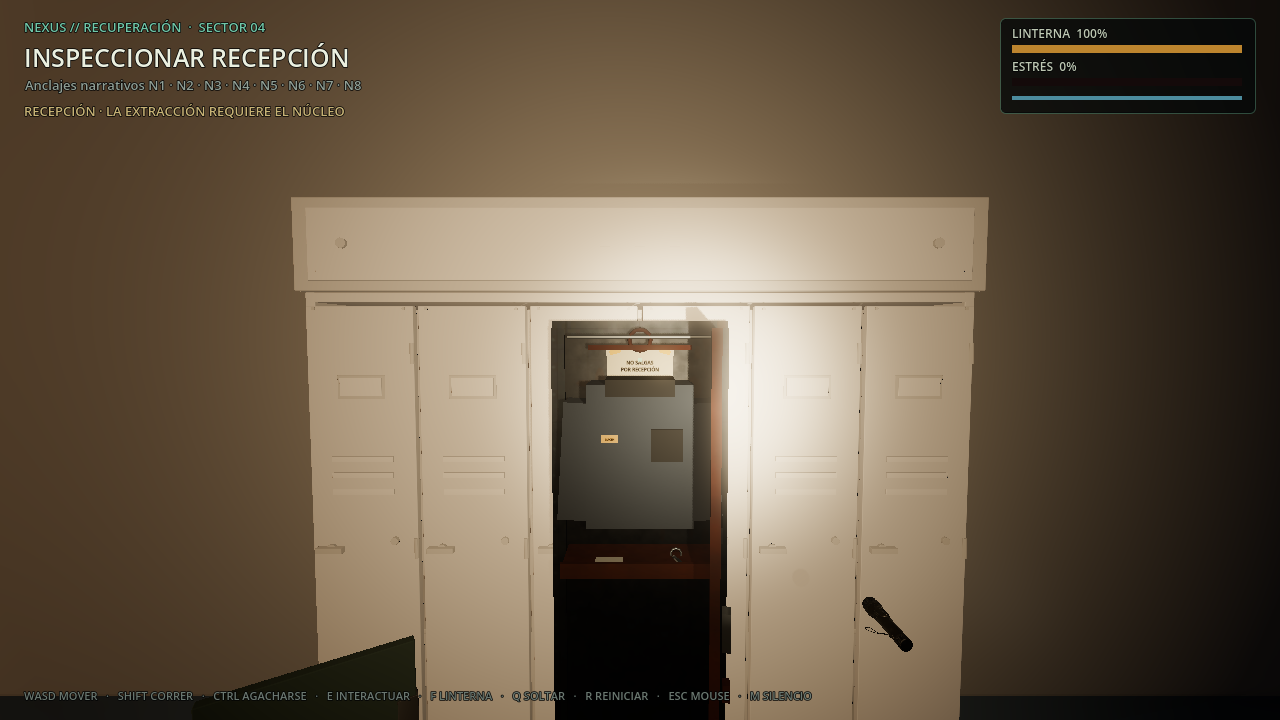 NEXUS // RECUPERACIÓN · SECTOR 04
INSPECCIONAR RECEPCIÓN
Anclajes narrativos N1 · N2 · N3 · N4 · N5 · N6 · N7 · N8
RECEPCIÓN · LA EXTRACCIÓN REQUIERE EL NÚCLEO
LINTERNA 100%
ESTRÉS 0%
NO SALGAS
POR RECEPCIÓN
WASD MOVER · SHIFT CORRER · CTRL AGACHARSE · E INTERACTUAR · F LINTERNA · Q SOLTAR · R REINICIAR · ESC MOUSE · M SILENCIO